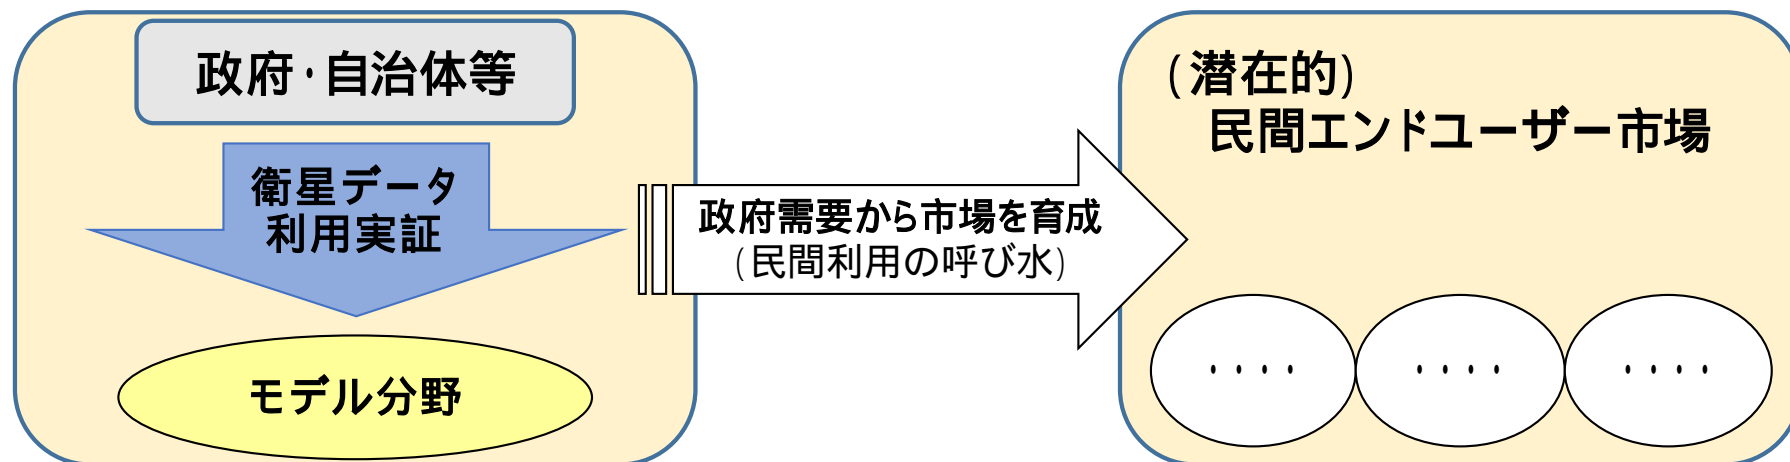 政府・自治体等
衛星データ
利用実証
モデル分野
政府需要から市場を育成
(民間利用の呼び水)
(潜在的)
民間エンドユーザー市場
・・・・
・・・・
・・・・